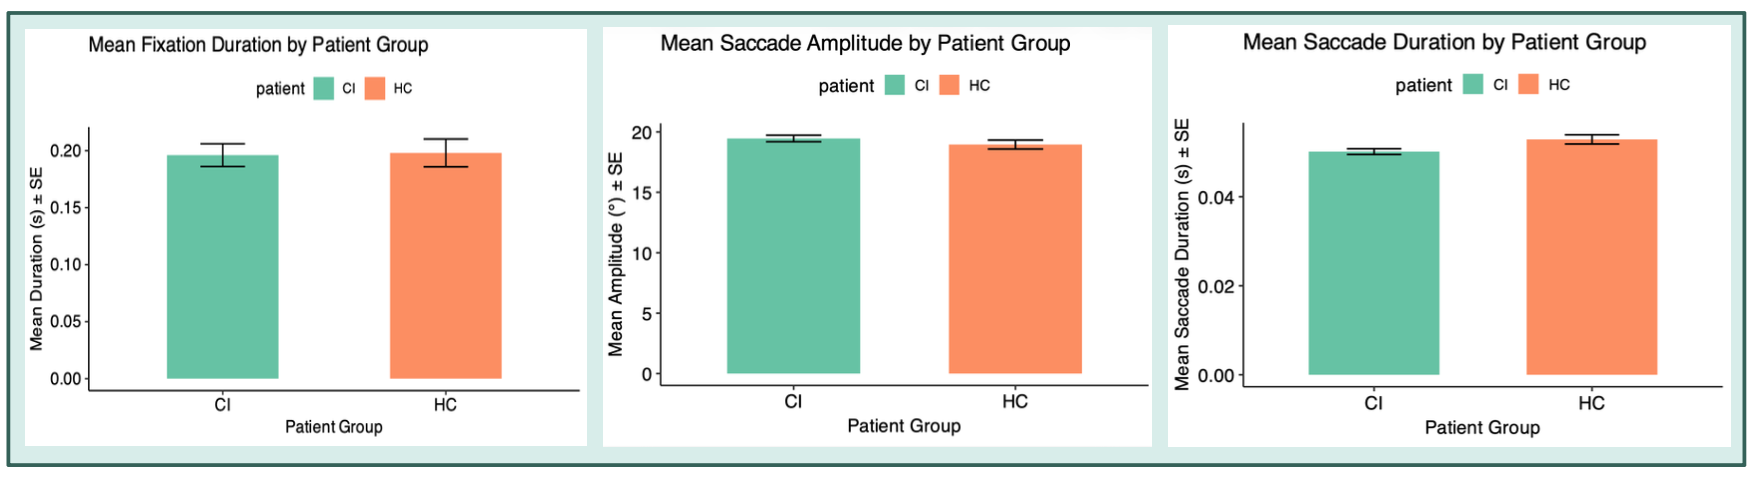 Mean Fixation Duration by Patient Group
patient CI HC
Mean Duration (s) ± SE
0.20
0.15
0.10
0.05
0.00
CI HC
Patient Group
Mean Saccade Amplitude by Patient Group
patient CI HC
Mean Amplitude (°) ± SE
20
15
10
5
0
CI HC
Patient Group
Mean Saccade Duration by Patient Group
patient CI HC
Mean Saccade Duration (s) ± SE
0.04
0.02
0.00
CI HC
Patient Group